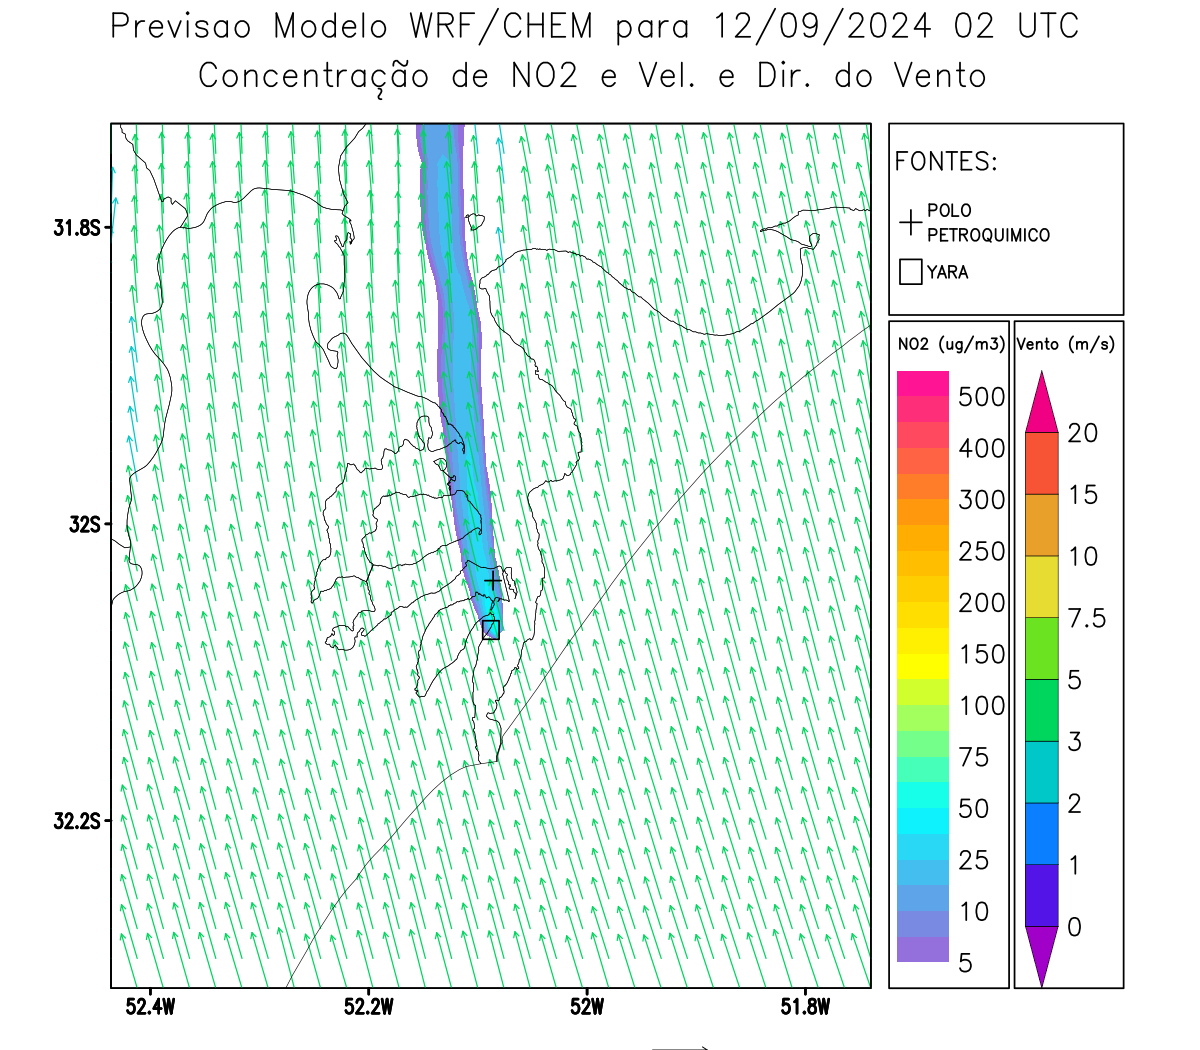 Previsao Modelo WRF/CHEM para 12/09/2024 02 UTC
Concentração de NO2 e Vel. e Dir. do Vento
FONTES:
POLO
PETROQUIMICO
YARA
NO2 (ug/m3)
500
400
300
250
200
150
100
75
50
25
10
5
Vento (m/s)
20
15
10
7.5
5
3
2
1
0
31.8S
32S
32.2S
52.4W 52.2W 52W 51.8W